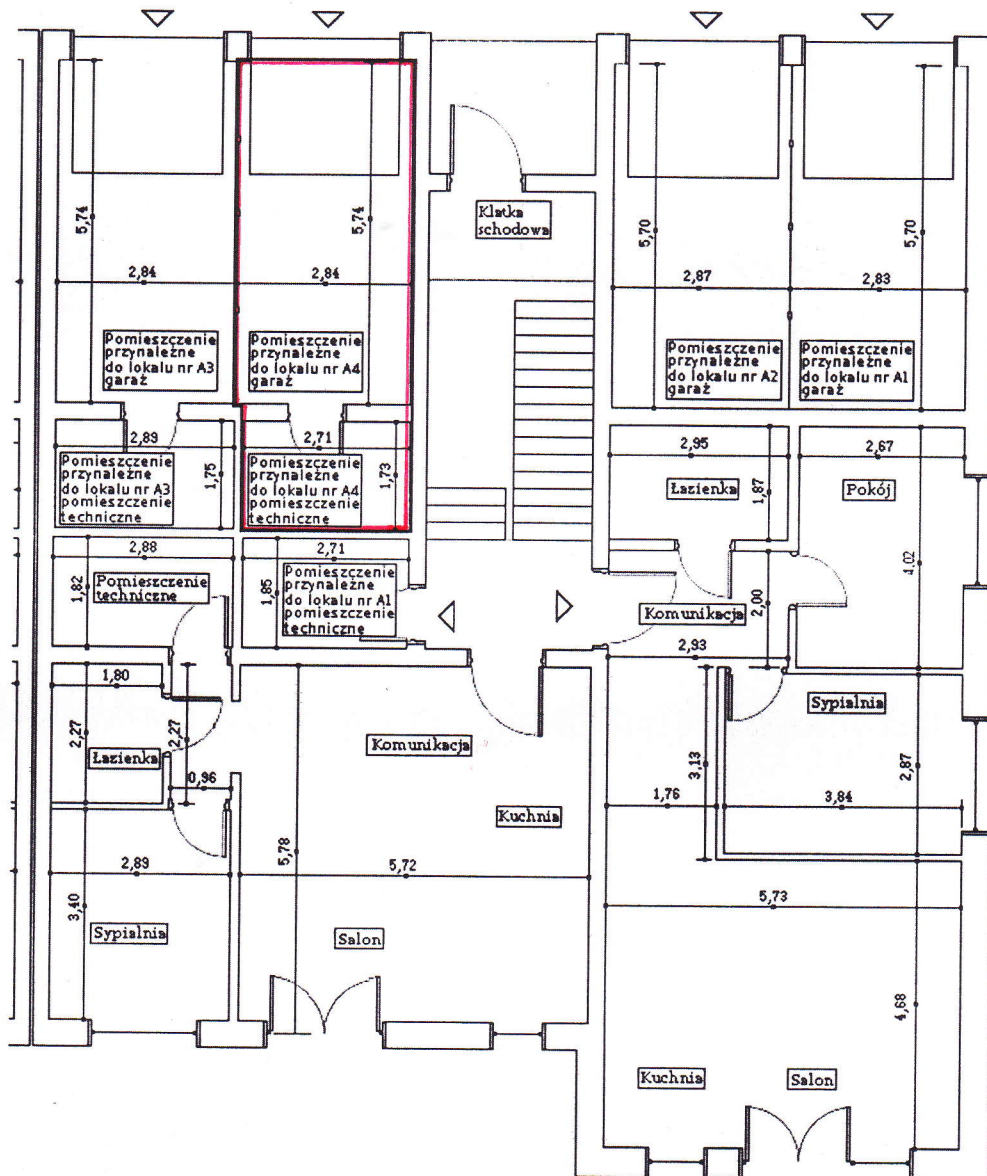 Klatka
schodowa
5,74
5,74
5,70
5,70
2,84
2,84
2,87
2,83
Pomieszczenie
przynależne
do lokalu nr A3
garaż
Pomieszczenie
przynależne
do lokalu nr A4
garaż
Pomieszczenie
przynależne
do lokalu nr A2
garaż
Pomieszczenie
przynależne
do lokalu nr A1
garaż
2,89
2,71
2,95
2,67
1,75
1,73
1,87
Pomieszczenie
przynależne
do lokalu nr A3
pomieszczenie
techniczne
Pomieszczenie
przynależne
do lokalu nr A4
pomieszczenie
techniczne
Łazienka
Pokój
2,88
2,71
1,82
1,85
4,02
Pomieszczenie
techniczne
Pomieszczenie
przynależne
do lokalu nr A1
pomieszczenie
techniczne
Komunikacja
2,00
2,93
1,80
2,27
2,27
Łazienka
0,96
Komunikacja
Sypialnia
3,13
2,87
1,76
3,84
Kuchnia
5,78
5,72
2,89
3,40
5,73
Sypialnia
Salon
4,68
Kuchnia
Salon